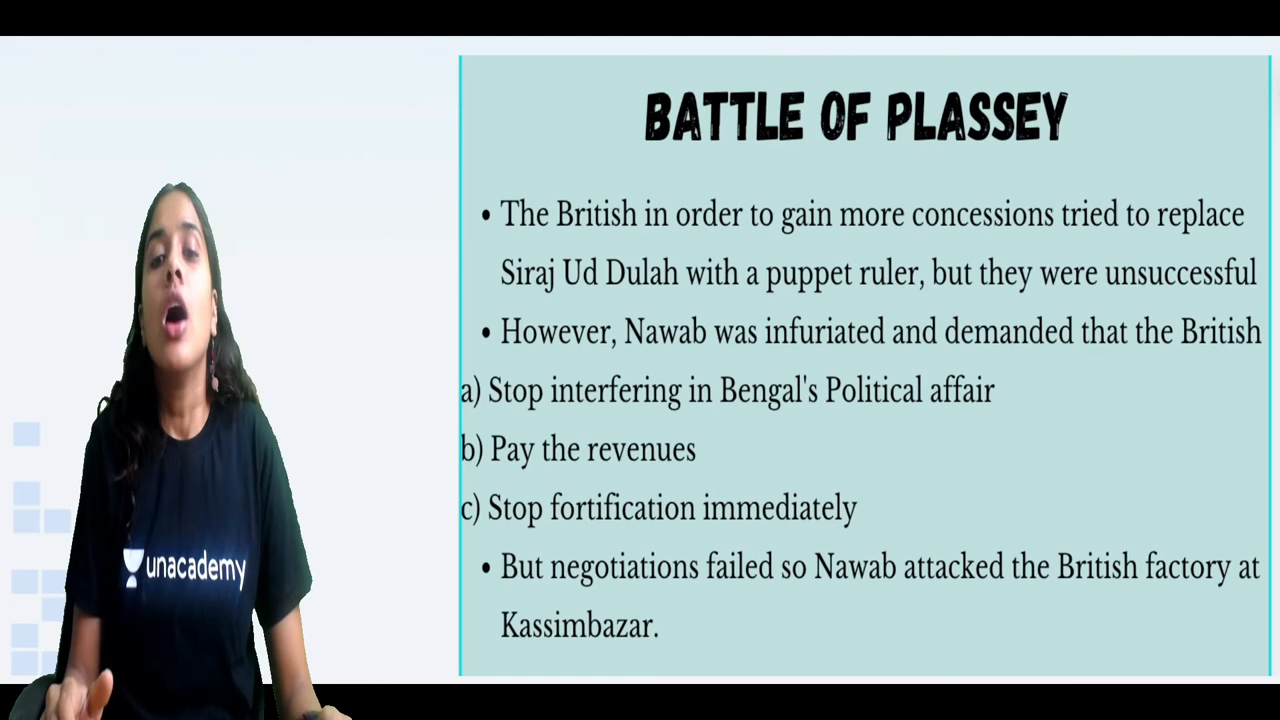 BATTLE OF PLASSEY
• The British in order to gain more concessions tried to replace
Siraj Ud Dulah with a puppet ruler, but they were unsuccessful
• However, Nawab was infuriated and demanded that the British
a) Stop interfering in Bengal's Political affair
b) Pay the revenues
c) Stop fortification immediately
• But negotiations failed so Nawab attacked the British factory at
Kassimbazar.
unacademy